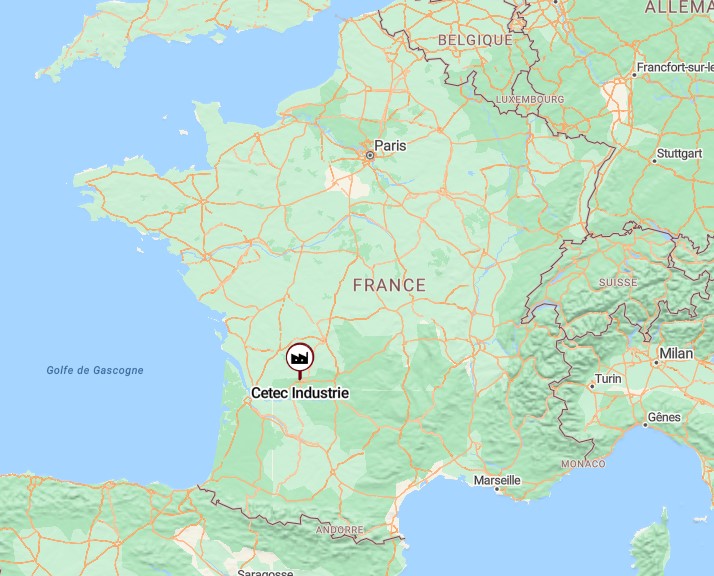 ALLEMA
BELGIQUE
Francfort-sur-le
LUXEMBOURG
Paris
Stuttgart
FRANCE
SUISSE
Milan
Golfe de Gascogne
Turin
Cetec Industrie
Gênes
MONACO
Marseille
ANDORRE
Saragosse